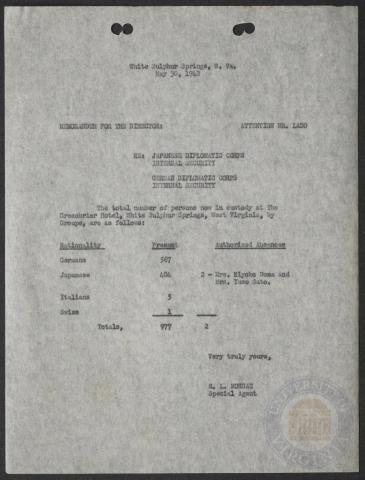 White Sulphur Springs, W. Va.
May 30, 1942
MEMORANDUM FOR THE DIRECTOR: ATTENTION MR. LADD
RE: JAPANESE DIPLOMATIC CORPS
INTERNAL SECURITY
GERMAN DIPLOMATIC CORPS
INTERNAL SECURITY
The total number of persons now in custody at The
Greenbrier Hotel, White Sulphur Springs, West Virginia, by
Groups, are as follows:
Nationality Present Authorized Absences
Germans 567
Japanese 404 2 - Mrs. Kiyoko and
Mrs. Sato.
Italians 5
Swiss 1
Totals, 977 2
Very truly yours,
Special Agent
UNIVERSITY
VIRGINIA